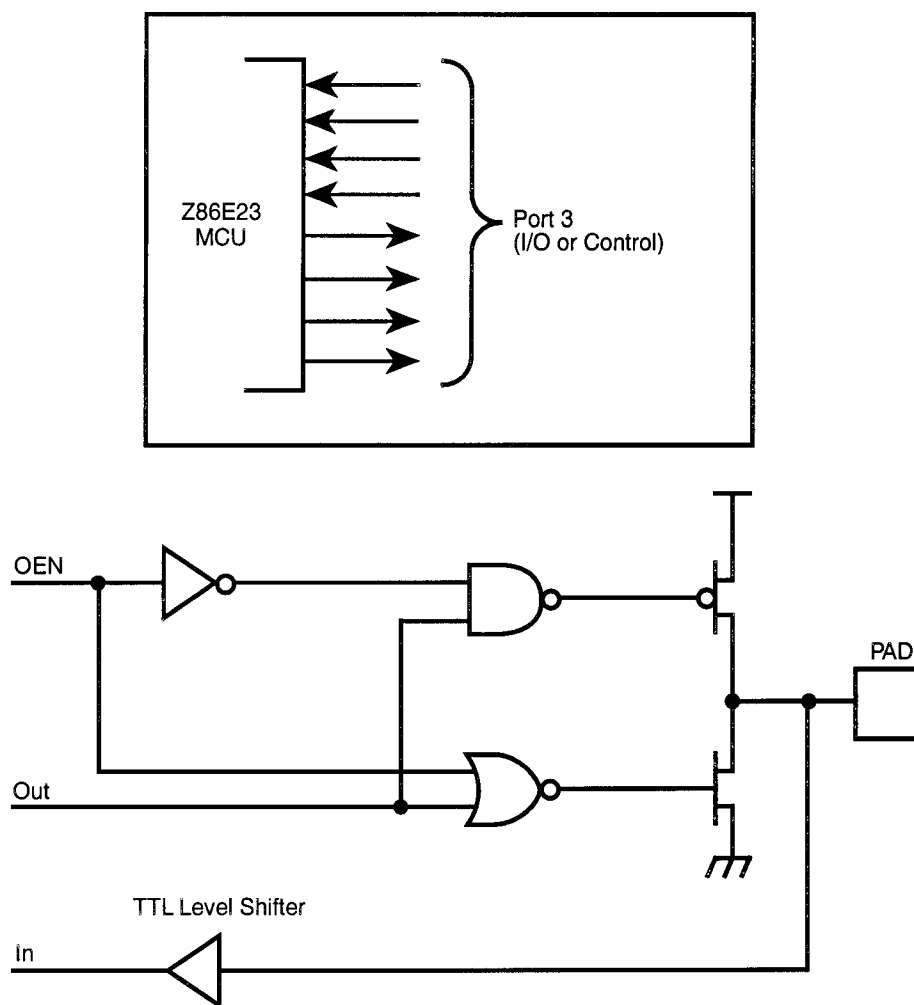 Z86E23
MCU
Port 3
(I/O or Control)
OEN
PAD
Out
TTL Level Shifter
In